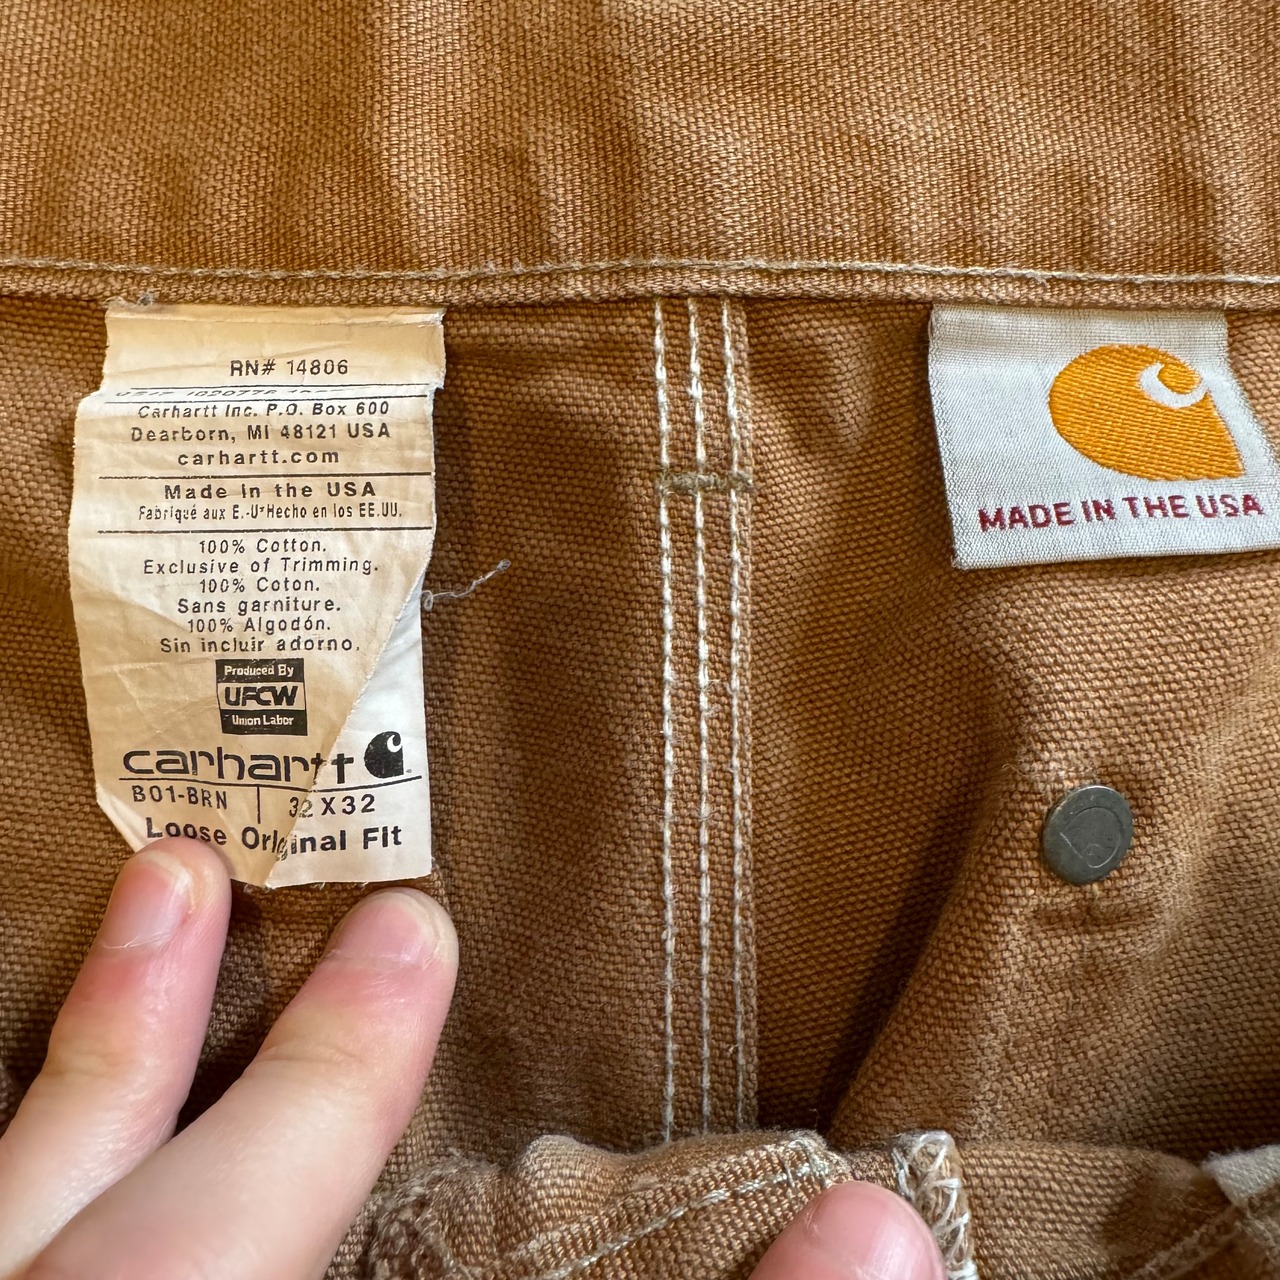 RN# 14806
Carhartt Inc. P.O. Box 600
Dearborn, MI 48121 USA
carhartt.com
Made in the USA
Fabriqué aux E.-U*Hecho en los EE.UU.
100% Cotton.
Exclusive of Trimming.
100% Coton.
Sans garniture.
100% Algodón.
Sin incluir adorno.
Produced By
UFCW
Union Labor
carhartt
B01-BRN
32X32
Loose Original Fit
MADE IN THE USA